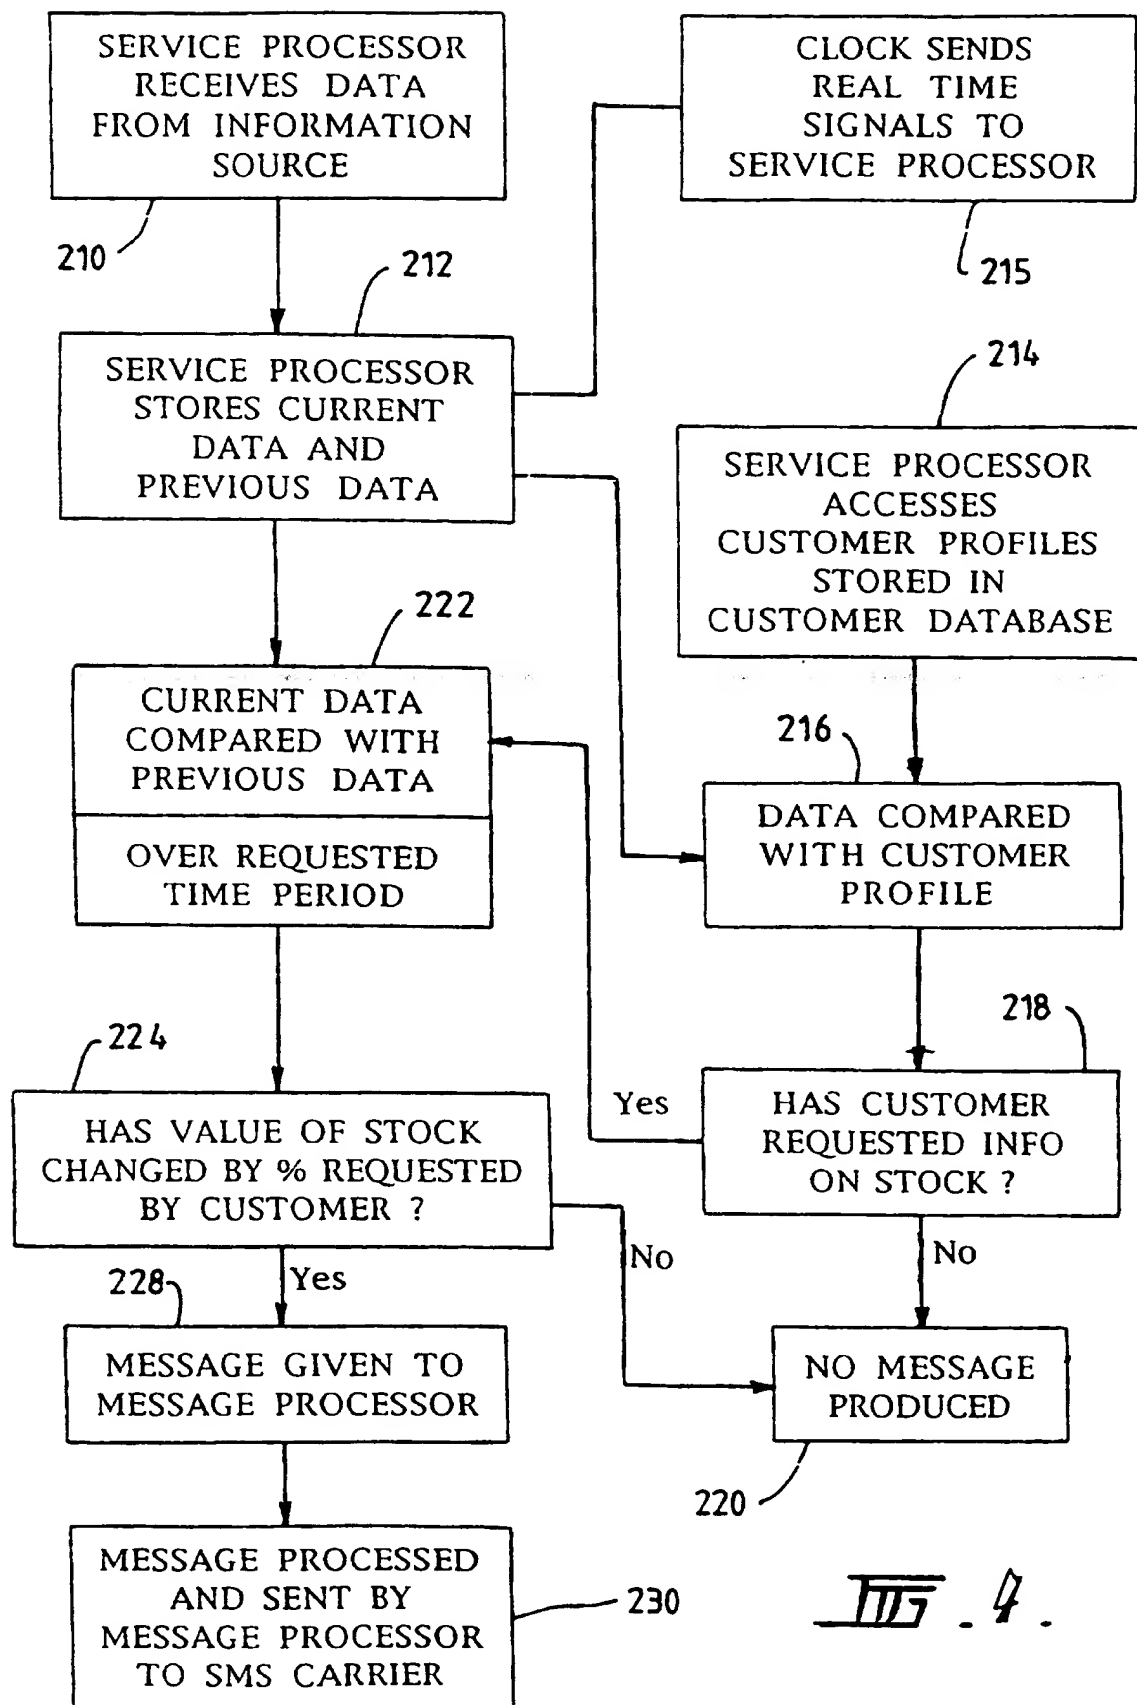 SERVICE PROCESSOR
RECEIVES DATA
FROM INFORMATION
SOURCE
210
CLOCK SENDS
REAL TIME
SIGNALS TO
SERVICE PROCESSOR
215
212
SERVICE PROCESSOR
STORES CURRENT
DATA AND
PREVIOUS DATA
214
SERVICE PROCESSOR
ACCESSES
CUSTOMER PROFILES
STORED IN
CUSTOMER DATABASE
222
CURRENT DATA
COMPARED WITH
PREVIOUS DATA
OVER REQUESTED
TIME PERIOD
216
DATA COMPARED
WITH CUSTOMER
PROFILE
224
HAS VALUE OF STOCK
CHANGED BY % REQUESTED
BY CUSTOMER ?
218
HAS CUSTOMER
REQUESTED INFO
ON STOCK ?
Yes
No
No
Yes
228
MESSAGE GIVEN TO
MESSAGE PROCESSOR
NO MESSAGE
PRODUCED
220
MESSAGE PROCESSED
AND SENT BY
MESSAGE PROCESSOR
TO SMS CARRIER
230
FIG. 4.